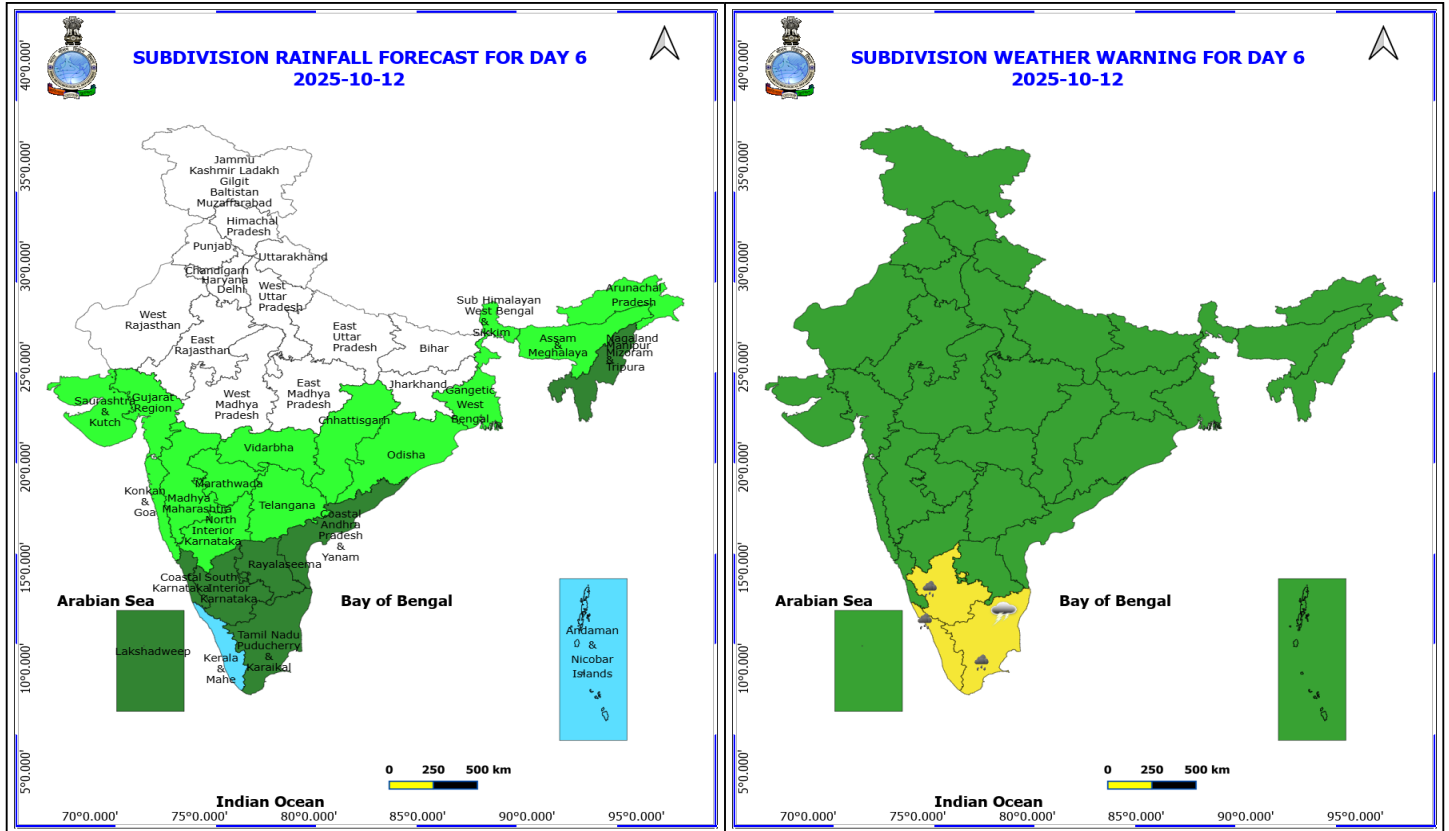 SUBDIVISION RAINFALL FORECAST FOR DAY 6
2025-10-12
40°0.000'
35°0.000'
30°0.000'
25°0.000'
20°0.000'
15°0.000'
10°0.000'
5°0.000'
Jammu
Kashmir Ladakh
Gilgit
Baltistan
Muzaffarabad
Himachal
Pradesh
Punjab
Uttarakhand
Chandigarh
Haryana
Delhi
West
Uttar
Pradesh
West
Rajasthan
East
Rajasthan
East
Uttar
Pradesh
Bihar
Sub Himalayan
West Bengal
&
Sikkim
Arunachal
Pradesh
Assam
&
Meghalaya
Nagaland
Manipur
Mizoram
&
Tripura
Saurashtra
&
Kutch
Gujarat
Region
West
Madhya
Pradesh
East
Madhya
Pradesh
Jharkhand
Gangetic
West
Bengal
Chhattisgarh
Odisha
Vidarbha
Konkan
&
Goa
Madhya
Maharashtra
Marathwada
Telangana
North
Interior
Karnataka
Coastal
Andhra
Pradesh
&
Yanam
Rayalaseema
Coastal
Karnataka
South
Interior
Karnataka
Arabian Sea
Bay of Bengal
Lakshadweep
Kerala
&
Mahe
Tamil Nadu
Puducherry
&
Karaikal
Andaman
&
Nicobar
Islands
0 250 500 km
Indian Ocean
70°0.000' 75°0.000' 80°0.000' 85°0.000' 90°0.000' 95°0.000'
SUBDIVISION WEATHER WARNING FOR DAY 6
2025-10-12
40°0.000'
35°0.000'
30°0.000'
25°0.000'
20°0.000'
15°0.000'
10°0.000'
5°0.000'
Arabian Sea
Bay of Bengal
0 250 500 km
Indian Ocean
70°0.000' 75°0.000' 80°0.000' 85°0.000' 90°0.000' 95°0.000'